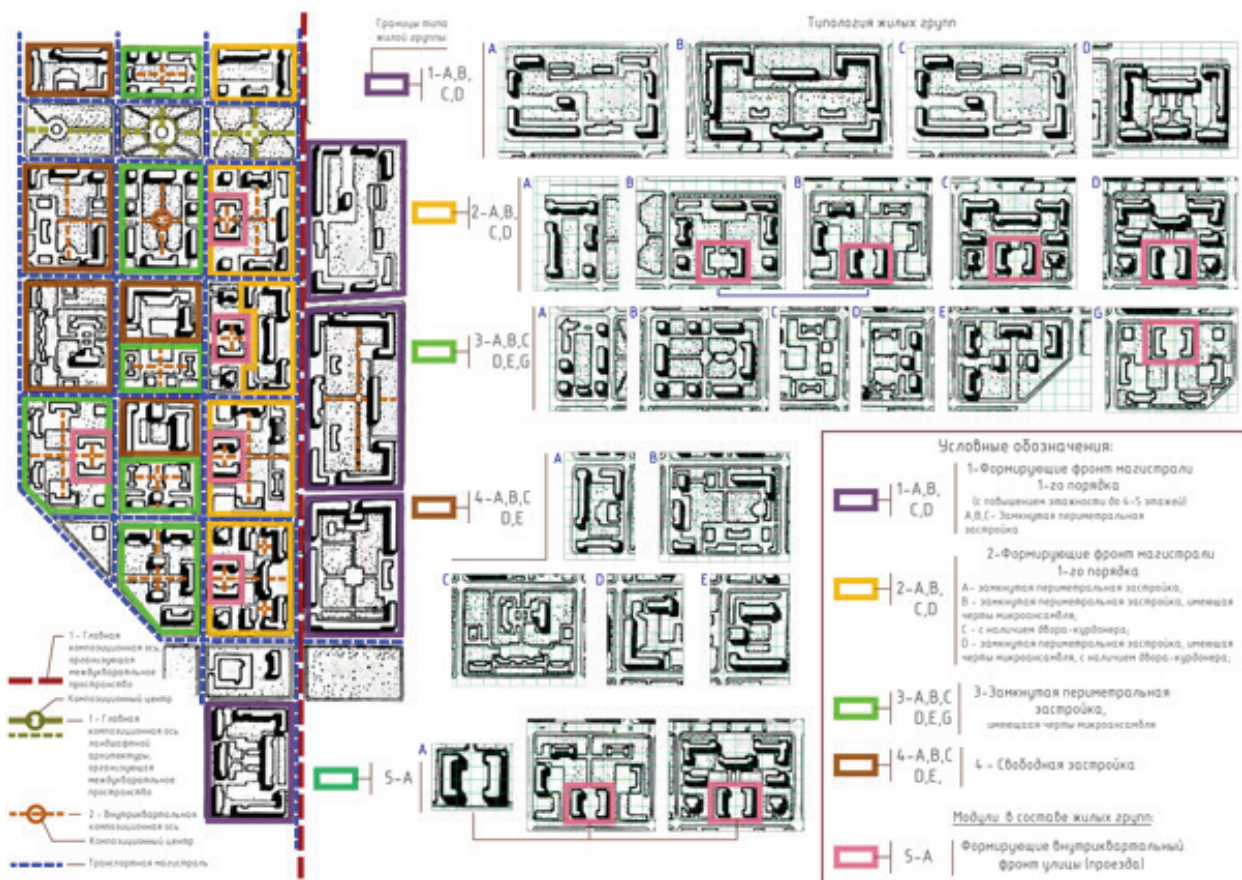 Границы типа
жилой группы:
1-A,B,
C,D
Типология жилых групп
A
B
C
D
2-A,B,
C,D
A
B
B
C
D
3-A,B,C
D,E,G
A
B
C
D
E
G
4-A,B,C
D,E
A
B
C
D
E
5-A
A
1 - Главная
композиционная ось,
организующая
междуквартальное
пространство
Композиционный центр
1 - Главная
композиционная ось
ландшафтной
архитектуры,
организующая
междуквартальное
пространство
2 - Внутриквартальная
композиционная ось
Композиционный центр
Транспортная магистраль
Условные обозначения:
1-A,B,
C,D
1-Формирующие фронт магистрали
1-го порядка
(с повышением этажности до 4-5 этажей)
A,B,C- Замкнутая периметральная
застройка
2-A,B,
C,D
2-Формирующие фронт магистрали
1-го порядка
A- замкнутая периметральная застройка,
B - замкнутая периметральная застройка, имеющая
черты микроансамбля;
C - с наличием двора-курдонера;
D - замкнутая периметральная застройка, имеющая
черты микроансамбля, с наличием двора-курдонера;
3-A,B,C
D,E,G
3-Замкнутая периметральная
застройка,
имеющая черты микроансамбля
4-A,B,C
D,E,
4 - Свободная застройка
Модули в составе жилых групп:
5-A
Формирующие внутриквартальный
фронт улицы (проезда)